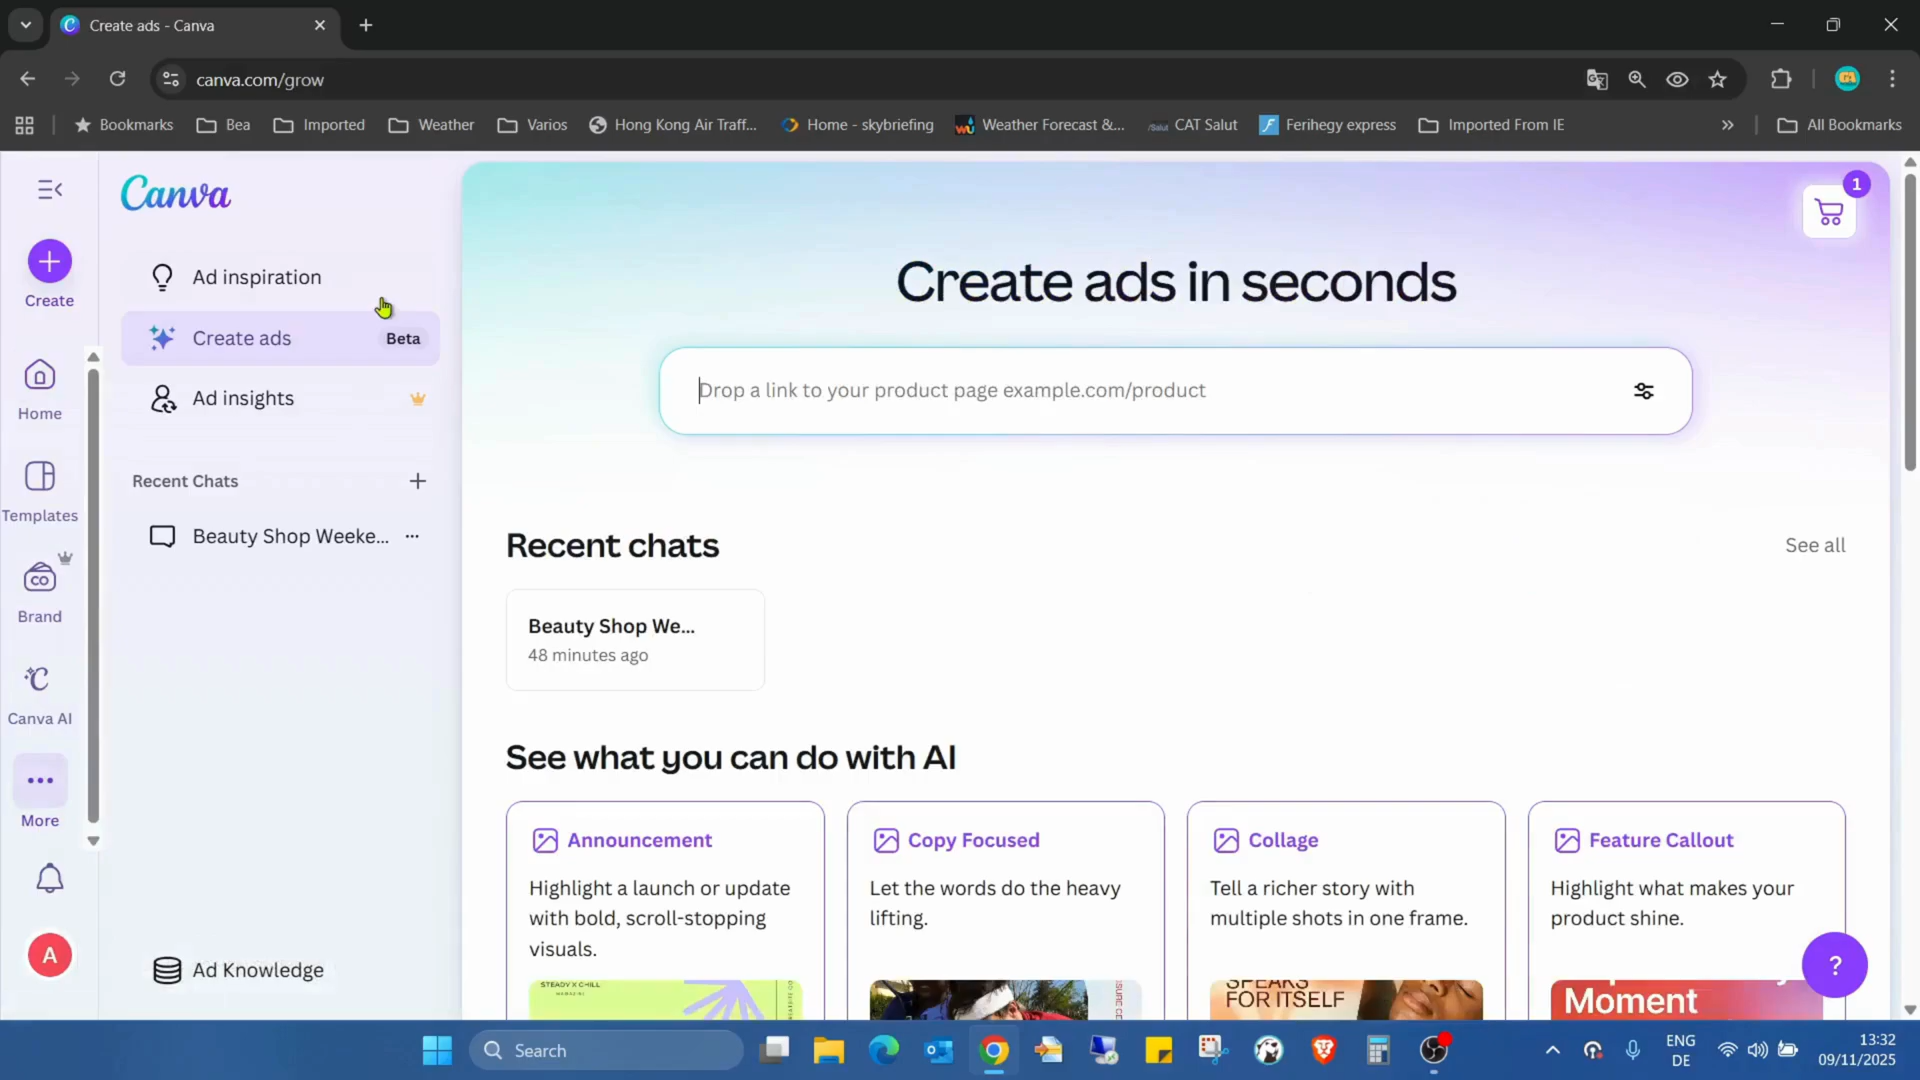 Create ads - Canva
canva.com/grow
Bookmarks
Bea
Imported
Weather
Varios
Hong Kong Air Traff...
Home - skybriefing
Weather Forecast &...
CAT Salut
Ferihegy express
Imported From IE
All Bookmarks
Canva
1
Create
Home
Templates
CO
Brand
Canva AI
More
A
Ad inspiration
Create ads
Beta
Ad insights
Recent Chats
Beauty Shop Weeke...
Ad Knowledge
Create ads in seconds
Drop a link to your product page example.com/product
Recent chats
See all
Beauty Shop We...
48 minutes ago
See what you can do with AI
Announcement
Highlight a launch or update
with bold, scroll-stopping
visuals.
STEADY X CHILL
Copy Focused
Let the words do the heavy
lifting.
Collage
Tell a richer story with
multiple shots in one frame.
SPEAKS
FOR ITSELF
Feature Callout
Highlight what makes your
product shine.
Moment
?
Search
ENG
DE
13:32
09/11/2025